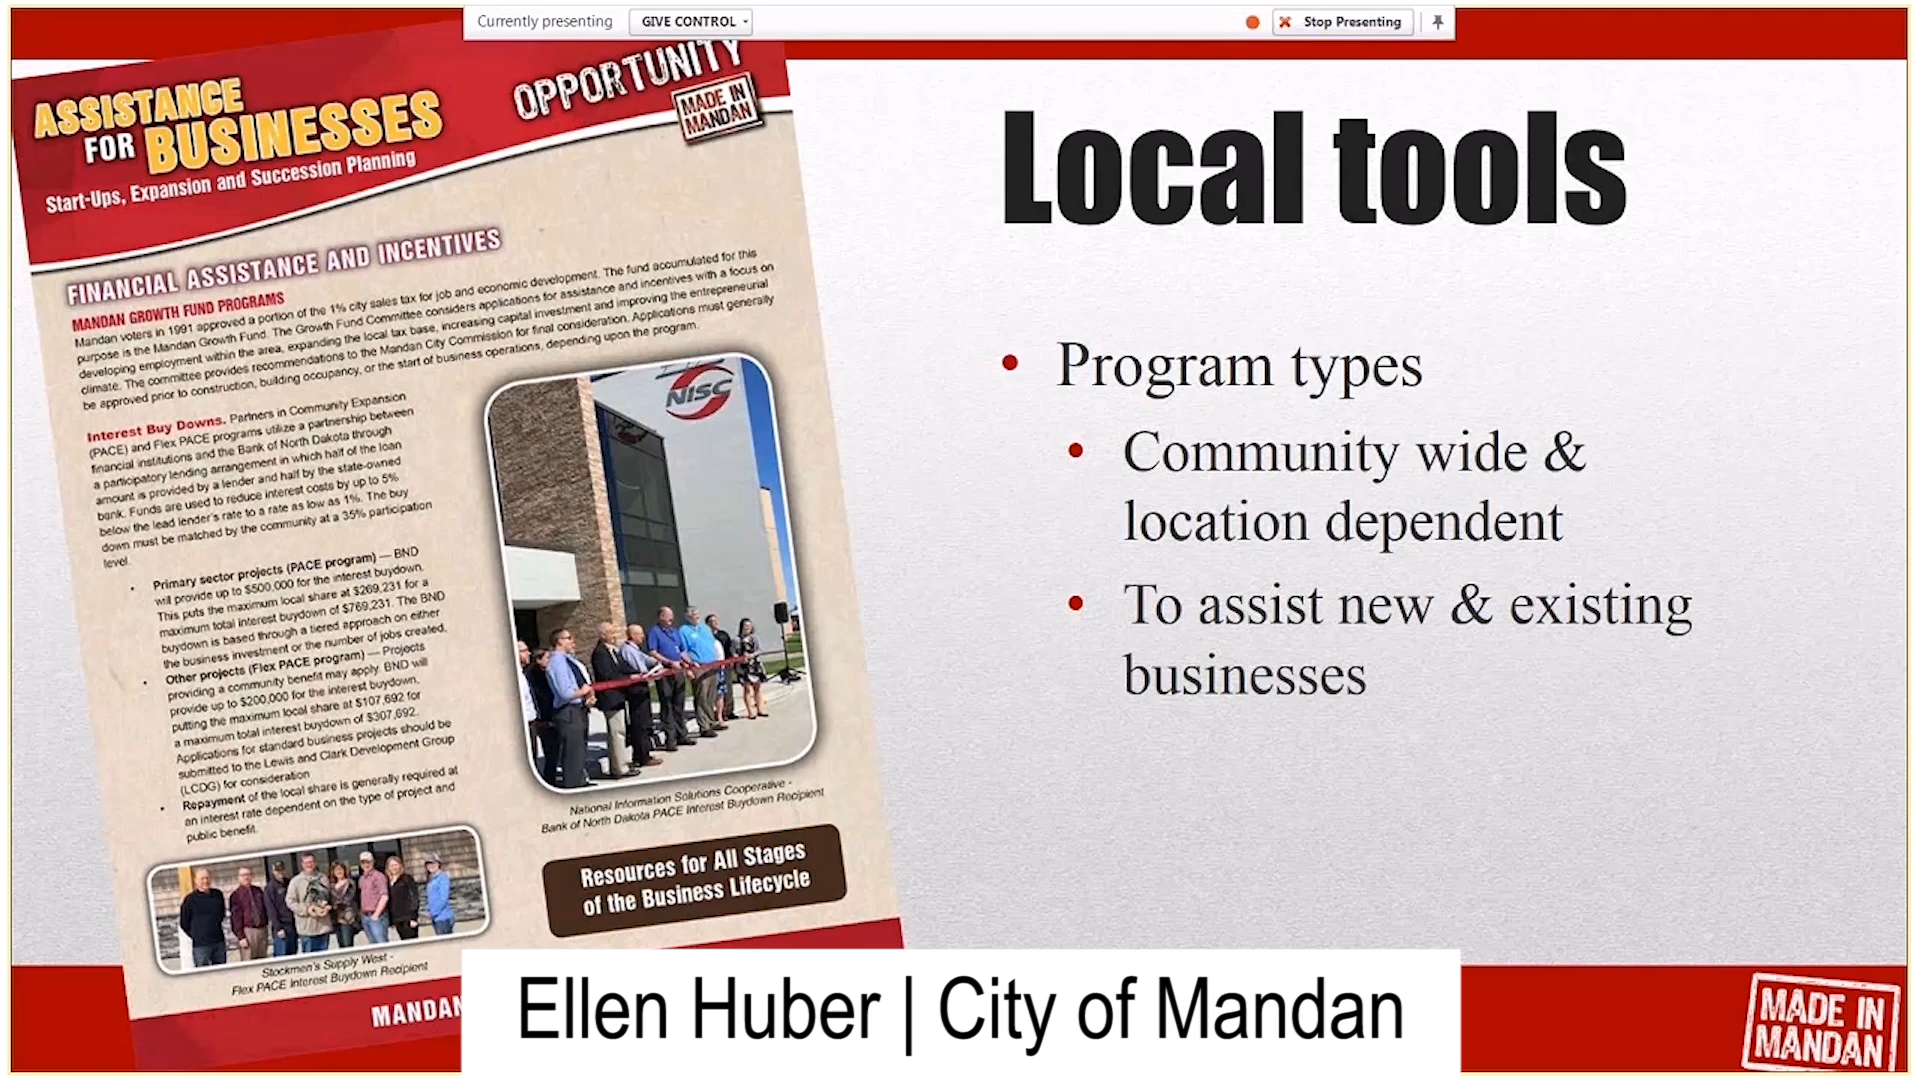 Currently presenting
GIVE CONTROL
Stop Presenting
ASSISTANCE
FOR BUSINESSES
Start-Ups, Expansion and Succession Planning
OPPORTUNITY
MADE IN
MANDAN
FINANCIAL ASSISTANCE AND INCENTIVES
MANDAN GROWTH FUND PROGRAMS
Mandan voters in 1991 approved a portion of the 1% city sales tax for job and economic development. The fund accumulated for this
purpose is the Mandan Growth Fund. The Growth Fund Committee considers applications for assistance and incentives with a focus on
developing employment within the area, expanding the local tax base, increasing capital investment and improving the entrepreneurial
climate. The committee provides recommendations to the Mandan City Commission for final consideration. Applications must generally
be approved prior to construction, building occupancy, or the start of business operations, depending upon the program.
Interest Buy Downs. Partners in Community Expansion
(PACE) and Flex PACE programs utilize a partnership between
financial institutions and the Bank of North Dakota through
a participatory lending arrangement in which half of the loan
amount is provided by a lender and half by the state-owned
bank. Funds are used to reduce interest costs by up to 5%
below the lead lender's rate to a rate as low as 1%. The buy
down must be matched by the community at a 35% participation
level.
• Primary sector projects (PACE program) — BND
will provide up to $500,000 for the interest buydown.
This puts the maximum local share at $269,231 for a
maximum total interest buydown of $769,231. The BND
buydown is based through a tiered approach on either
the business investment or the number of jobs created.
• Other projects (Flex PACE program) — Projects
providing a community benefit may apply. BND will
provide up to $200,000 for the interest buydown,
putting the maximum local share at $107,692 for
a maximum total interest buydown of $307,692.
Applications for standard business projects should be
submitted to the Lewis and Clark Development Group
(LCDG) for consideration
• Repayment of the local share is generally required at
an interest rate dependent on the type of project and
public benefit.
NISC
National Information Solutions Cooperative -
Bank of North Dakota PACE Interest Buydown Recipient
Resources for All Stages
of the Business Lifecycle
Stockmen's Supply West -
Flex PACE Interest Buydown Recipient
MANDAN
Local tools
• Program types
• Community wide &
location dependent
• To assist new & existing
businesses
Ellen Huber | City of Mandan
MADE IN
MANDAN